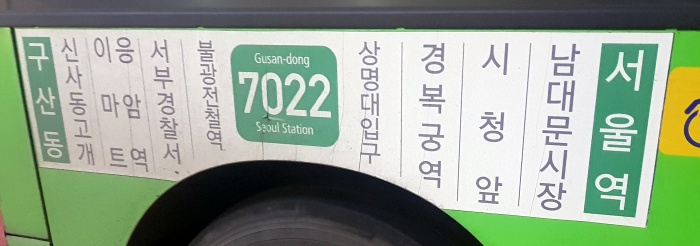 구산동
신사동고개
이마트
응암역
서부경찰서
불광전철역
Gusan-dong
7022
Seoul Station
상명대입구
경복궁역
시청앞
남대문시장
서울역